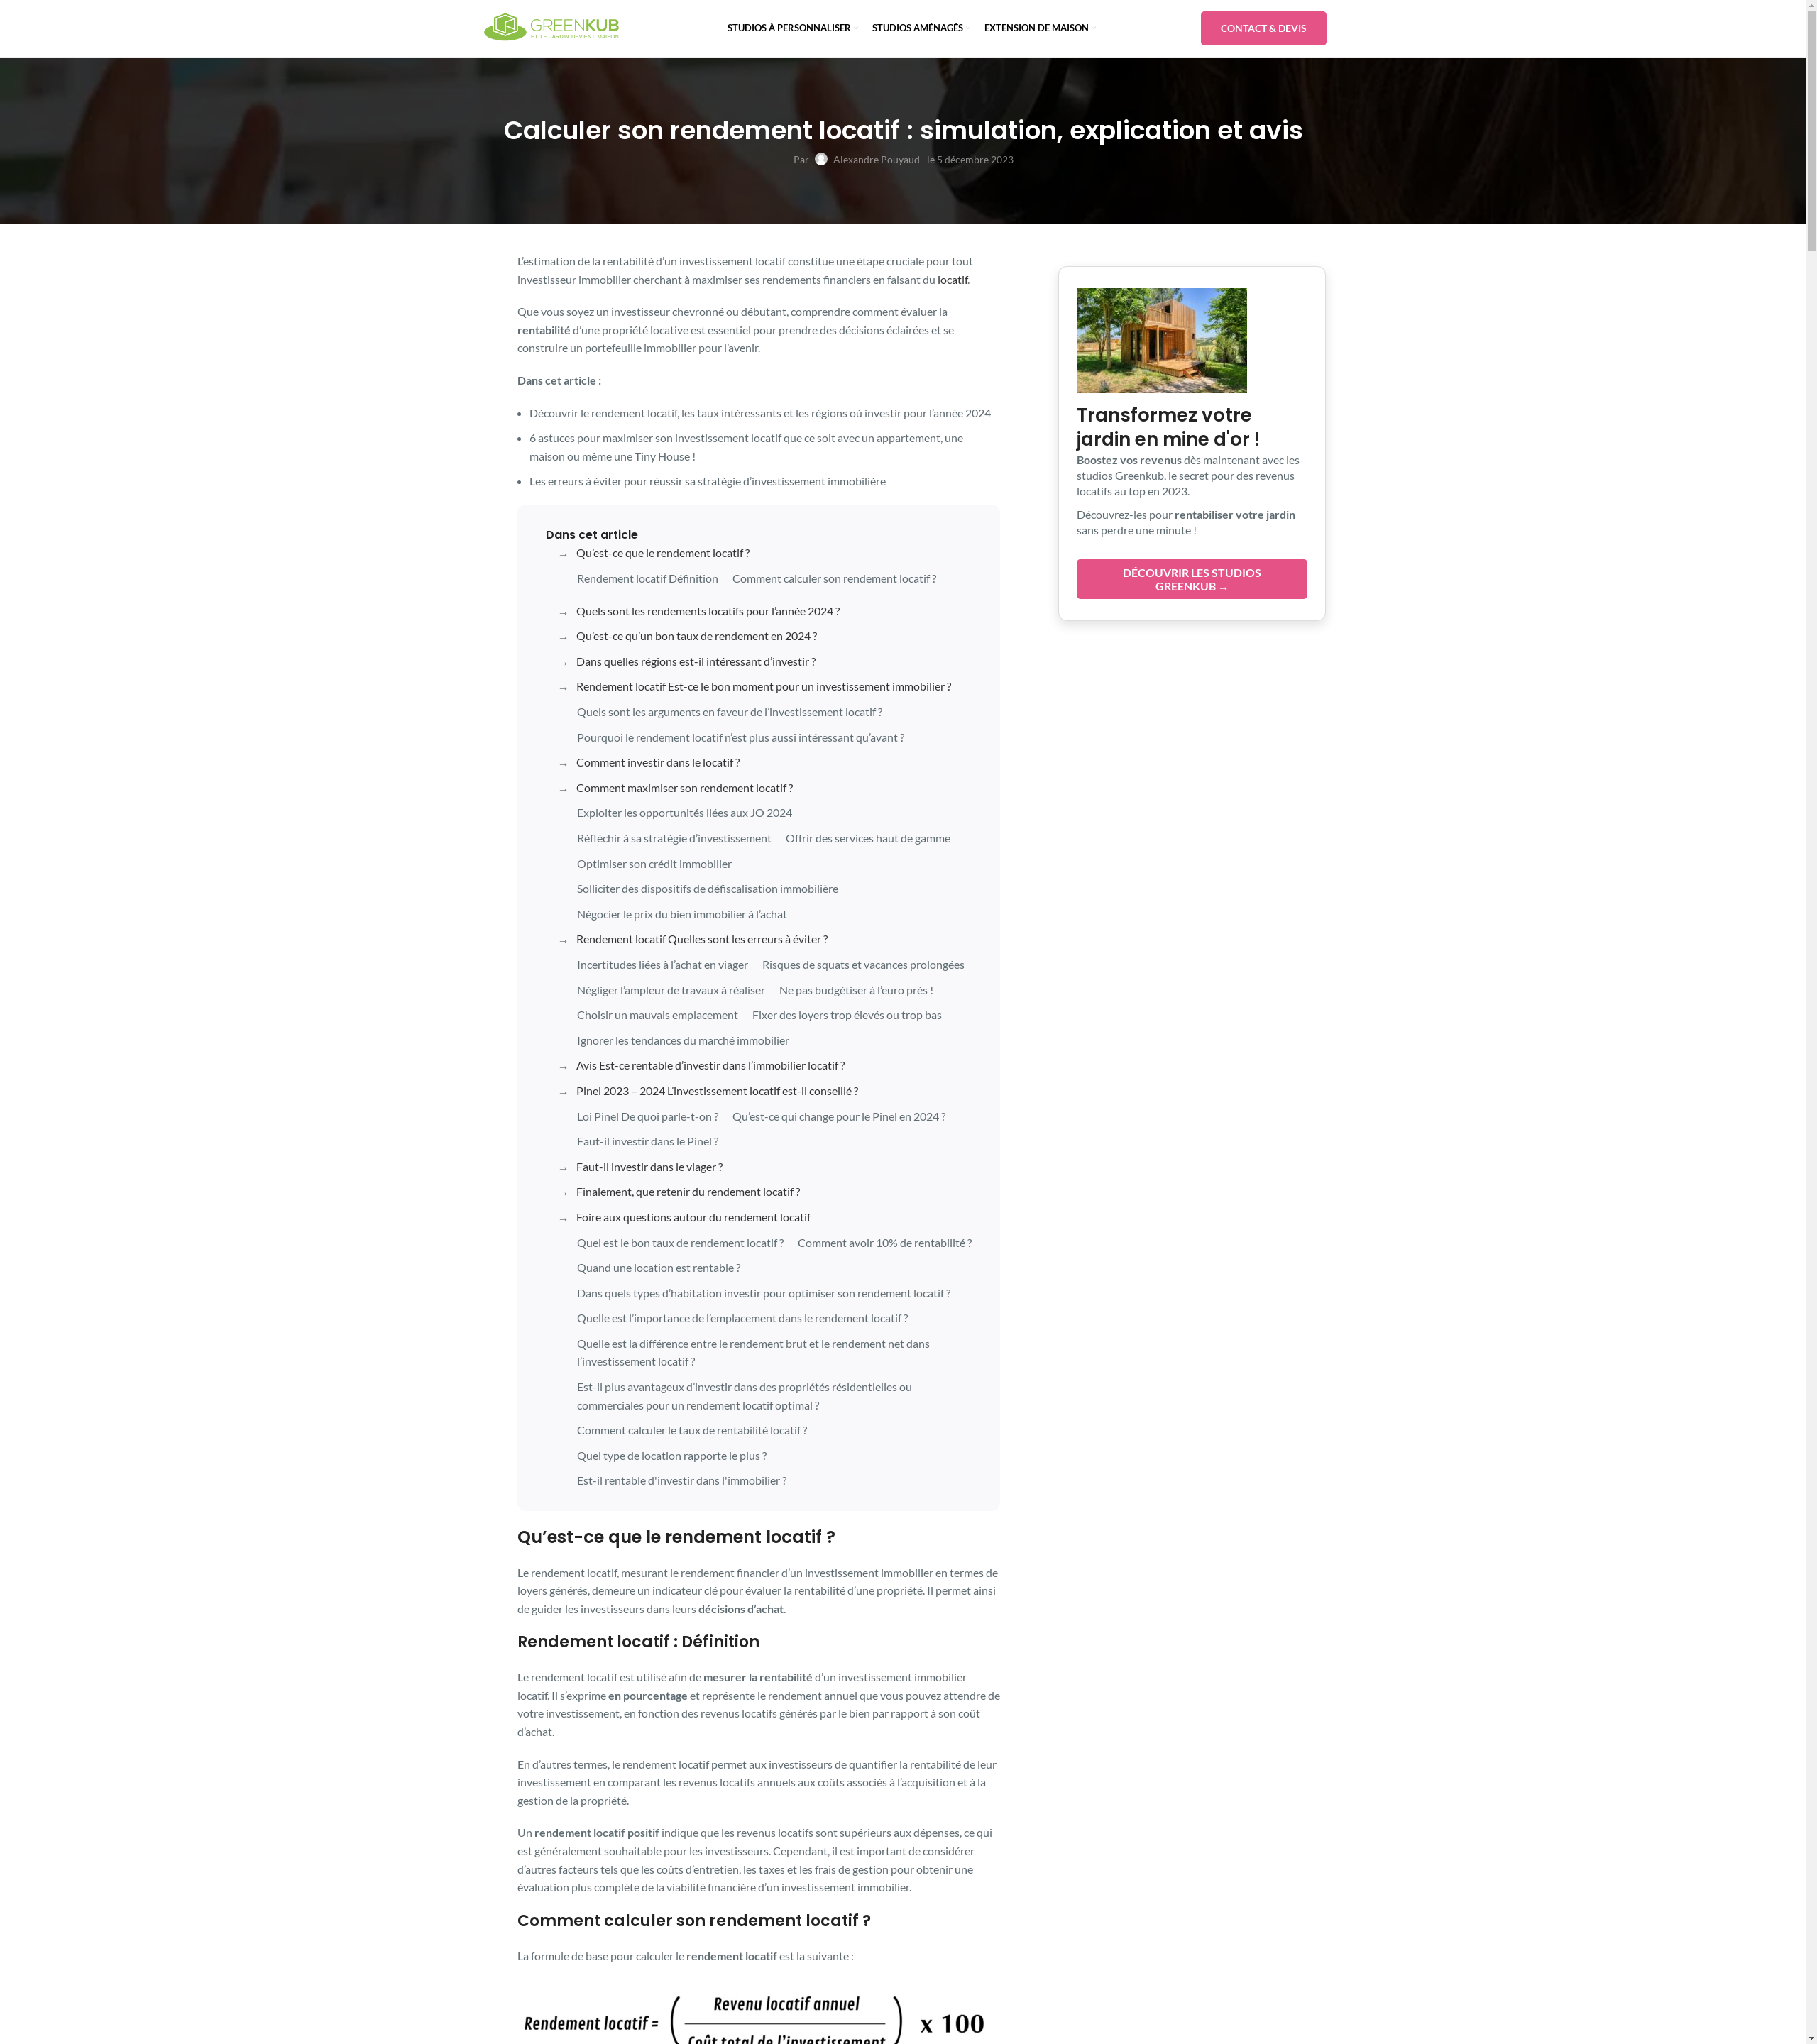 GREENKUB
ET LE JARDIN DEVIENT MAISON
STUDIOS À PERSONNALISER
STUDIOS AMÉNAGÉS
EXTENSION DE MAISON
CONTACT & DEVIS
Calculer son rendement locatif : simulation, explication et avis
Par Alexandre Pouyaud le 5 décembre 2023
L’estimation de la rentabilité d’un investissement locatif constitue une étape cruciale pour tout
investisseur immobilier cherchant à maximiser ses rendements financiers en faisant du locatif.
Que vous soyez un investisseur chevronné ou débutant, comprendre comment évaluer la
rentabilité d’une propriété locative est essentiel pour prendre des décisions éclairées et se
construire un portefeuille immobilier pour l’avenir.
Dans cet article :
• Découvrir le rendement locatif, les taux intéressants et les régions où investir pour l’année 2024
• 6 astuces pour maximiser son investissement locatif que ce soit avec un appartement, une
maison ou même une Tiny House !
• Les erreurs à éviter pour réussir sa stratégie d’investissement immobilière
Dans cet article
→ Qu’est-ce que le rendement locatif ?
Rendement locatif Définition Comment calculer son rendement locatif ?
→ Quels sont les rendements locatifs pour l’année 2024 ?
→ Qu’est-ce qu’un bon taux de rendement en 2024 ?
→ Dans quelles régions est-il intéressant d’investir ?
→ Rendement locatif Est-ce le bon moment pour un investissement immobilier ?
Quels sont les arguments en faveur de l’investissement locatif ?
Pourquoi le rendement locatif n’est plus aussi intéressant qu’avant ?
→ Comment investir dans le locatif ?
→ Comment maximiser son rendement locatif ?
Exploiter les opportunités liées aux JO 2024
Réfléchir à sa stratégie d’investissement Offrir des services haut de gamme
Optimiser son crédit immobilier
Solliciter des dispositifs de défiscalisation immobilière
Négocier le prix du bien immobilier à l’achat
→ Rendement locatif Quelles sont les erreurs à éviter ?
Incertitudes liées à l’achat en viager Risques de squats et vacances prolongées
Négliger l’ampleur de travaux à réaliser Ne pas budgétiser à l’euro près !
Choisir un mauvais emplacement Fixer des loyers trop élevés ou trop bas
Ignorer les tendances du marché immobilier
→ Avis Est-ce rentable d’investir dans l’immobilier locatif ?
→ Pinel 2023 – 2024 L’investissement locatif est-il conseillé ?
Loi Pinel De quoi parle-t-on ? Qu’est-ce qui change pour le Pinel en 2024 ?
Faut-il investir dans le Pinel ?
→ Faut-il investir dans le viager ?
→ Finalement, que retenir du rendement locatif ?
→ Foire aux questions autour du rendement locatif
Quel est le bon taux de rendement locatif ? Comment avoir 10% de rentabilité ?
Quand une location est rentable ?
Dans quels types d’habitation investir pour optimiser son rendement locatif ?
Quelle est l’importance de l’emplacement dans le rendement locatif ?
Quelle est la différence entre le rendement brut et le rendement net dans
l’investissement locatif ?
Est-il plus avantageux d’investir dans des propriétés résidentielles ou
commerciales pour un rendement locatif optimal ?
Comment calculer le taux de rentabilité locatif ?
Quel type de location rapporte le plus ?
Est-il rentable d'investir dans l'immobilier ?
Qu’est-ce que le rendement locatif ?
Le rendement locatif, mesurant le rendement financier d’un investissement immobilier en termes de
loyers générés, demeure un indicateur clé pour évaluer la rentabilité d’une propriété. Il permet ainsi
de guider les investisseurs dans leurs décisions d’achat.
Rendement locatif : Définition
Le rendement locatif est utilisé afin de mesurer la rentabilité d’un investissement immobilier
locatif. Il s’exprime en pourcentage et représente le rendement annuel que vous pouvez attendre de
votre investissement, en fonction des revenus locatifs générés par le bien par rapport à son coût
d’achat.
En d’autres termes, le rendement locatif permet aux investisseurs de quantifier la rentabilité de leur
investissement en comparant les revenus locatifs annuels aux coûts associés à l’acquisition et à la
gestion de la propriété.
Un rendement locatif positif indique que les revenus locatifs sont supérieurs aux dépenses, ce qui
est généralement souhaitable pour les investisseurs. Cependant, il est important de considérer
d’autres facteurs tels que les coûts d’entretien, les taxes et les frais de gestion pour obtenir une
évaluation plus complète de la viabilité financière d’un investissement immobilier.
Comment calculer son rendement locatif ?
La formule de base pour calculer le rendement locatif est la suivante :
Revenu locatif annuel
Rendement locatif = ( ) x 100
Coût total de l’investissement
Transformez votre
jardin en mine d'or !
Boostez vos revenus dès maintenant avec les
studios Greenkub, le secret pour des revenus
locatifs au top en 2023.
Découvrez-les pour rentabiliser votre jardin
sans perdre une minute !
DÉCOUVRIR LES STUDIOS
GREENKUB →